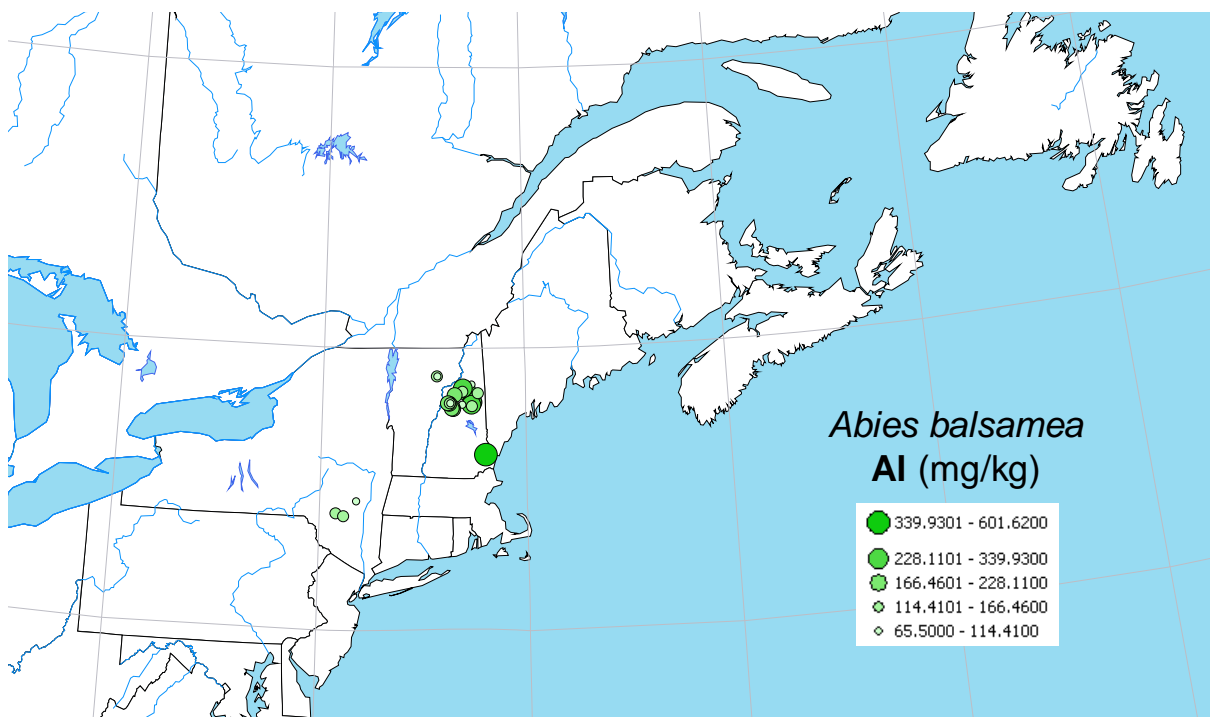 Abies balsamea
Al (mg/kg)
339.9301 - 601.6200
228.1101 - 339.9300
166.4601 - 228.1100
114.4101 - 166.4600
65.5000 - 114.4100